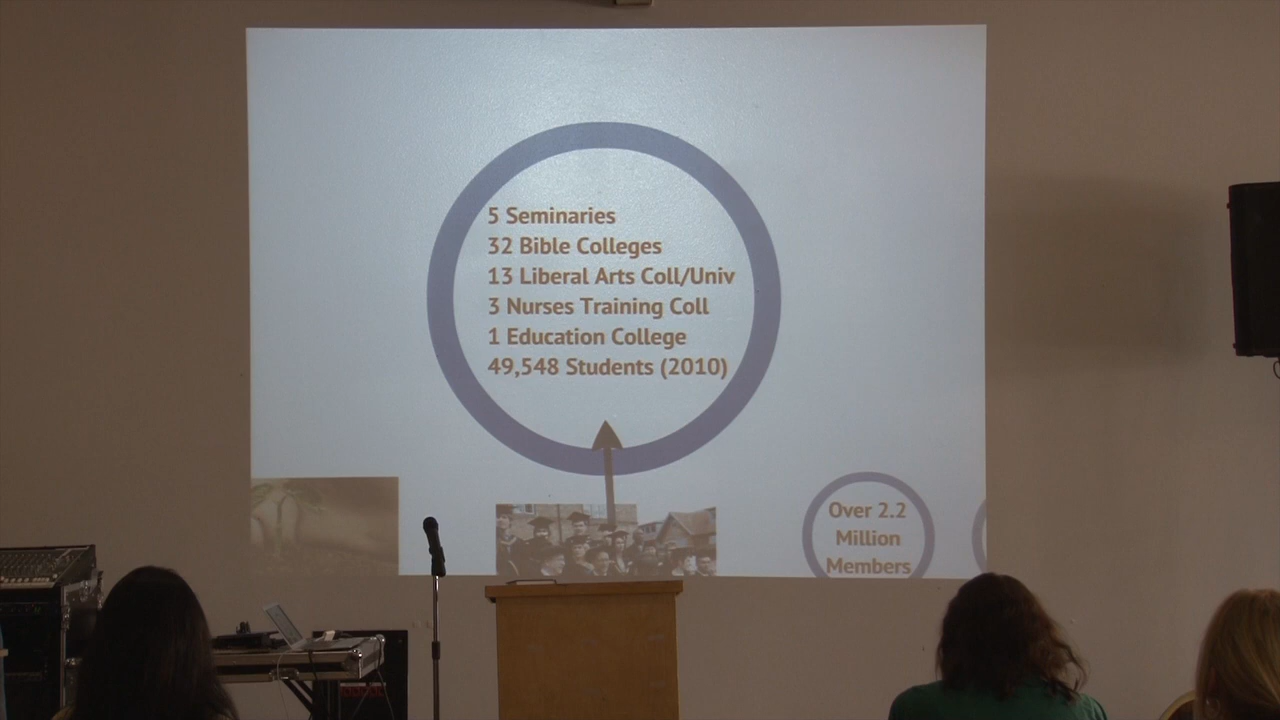 5 Seminaries
32 Bible Colleges
13 Liberal Arts Coll/Univ
3 Nurses Training Coll
1 Education College
49,548 Students (2010)
Over 2.2
Million
Members